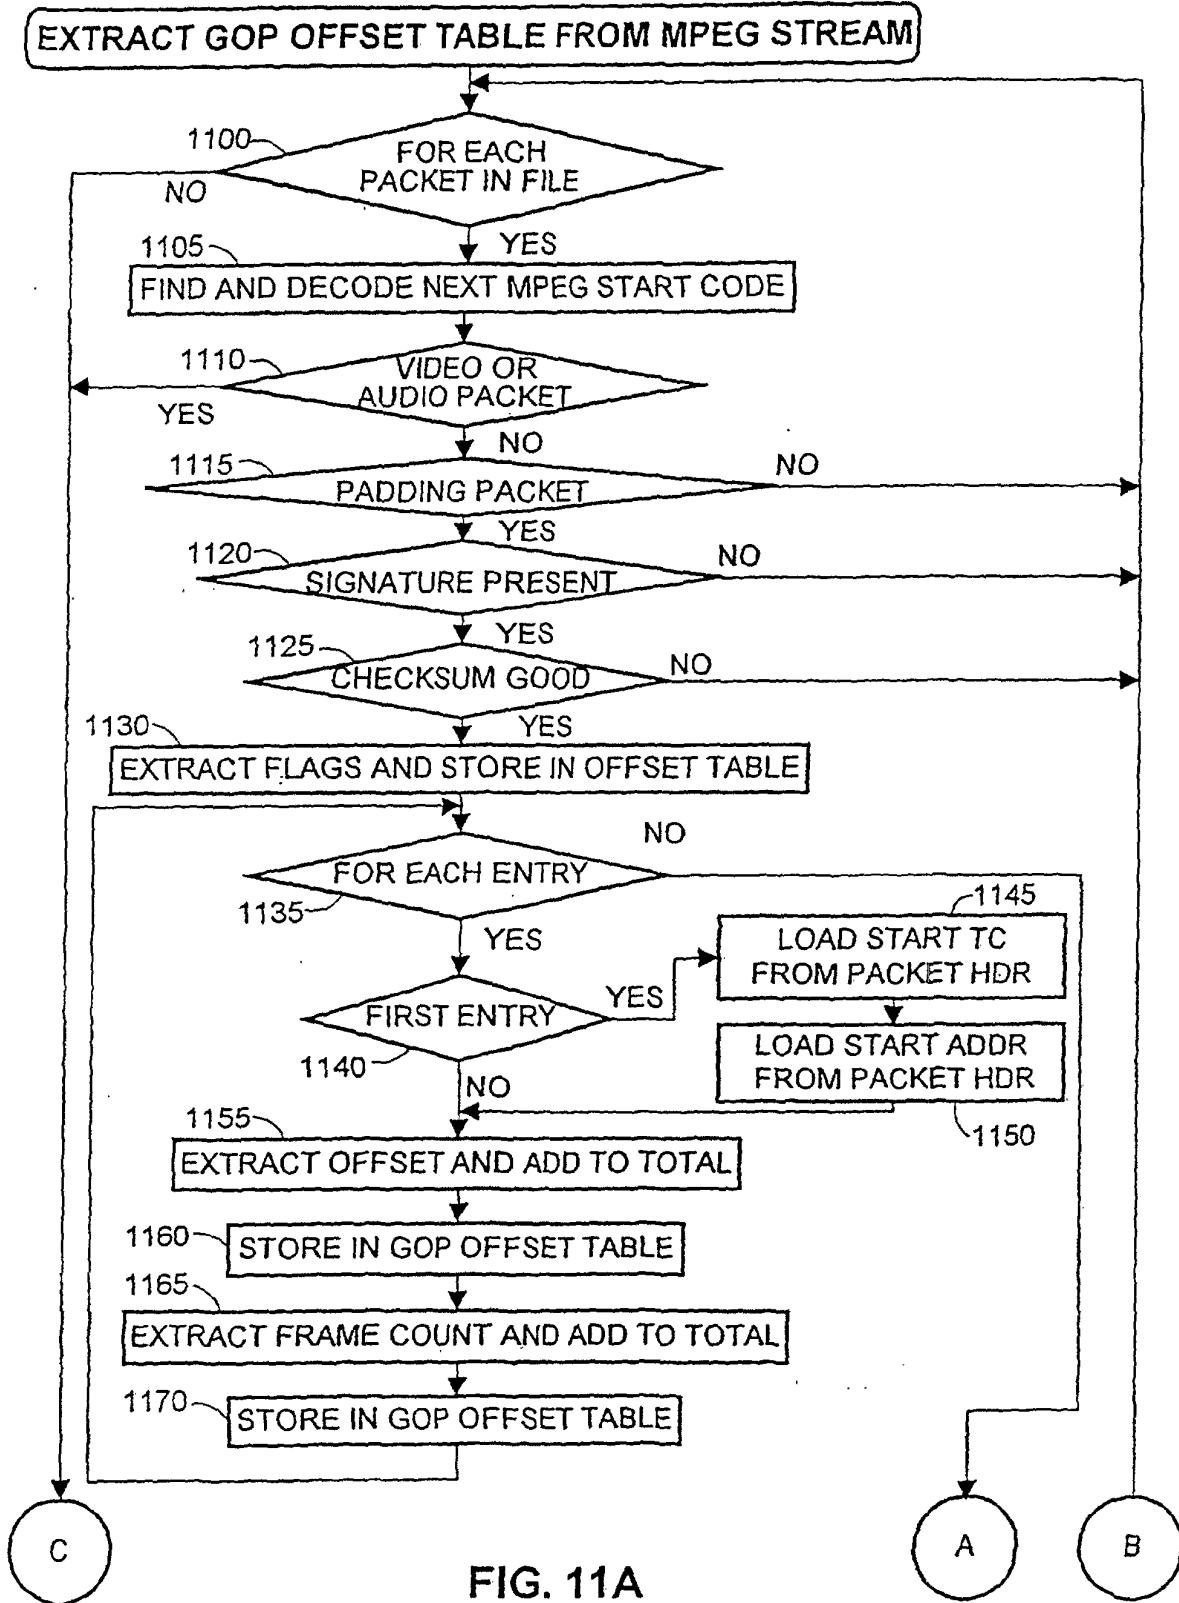 EXTRACT GOP OFFSET TABLE FROM MPEG STREAM
1100
FOR EACH
PACKET IN FILE
NO
YES
1105
FIND AND DECODE NEXT MPEG START CODE
1110
VIDEO OR
AUDIO PACKET
YES
NO
1115
PADDING PACKET
NO
YES
1120
SIGNATURE PRESENT
NO
YES
1125
CHECKSUM GOOD
NO
YES
1130
EXTRACT FLAGS AND STORE IN OFFSET TABLE
NO
FOR EACH ENTRY
1135
YES
1145
LOAD START TC
FROM PACKET HDR
FIRST ENTRY
YES
1140
NO
LOAD START ADDR
FROM PACKET HDR
1150
1155
EXTRACT OFFSET AND ADD TO TOTAL
1160
STORE IN GOP OFFSET TABLE
1165
EXTRACT FRAME COUNT AND ADD TO TOTAL
1170
STORE IN GOP OFFSET TABLE
C
A
B
FIG. 11A